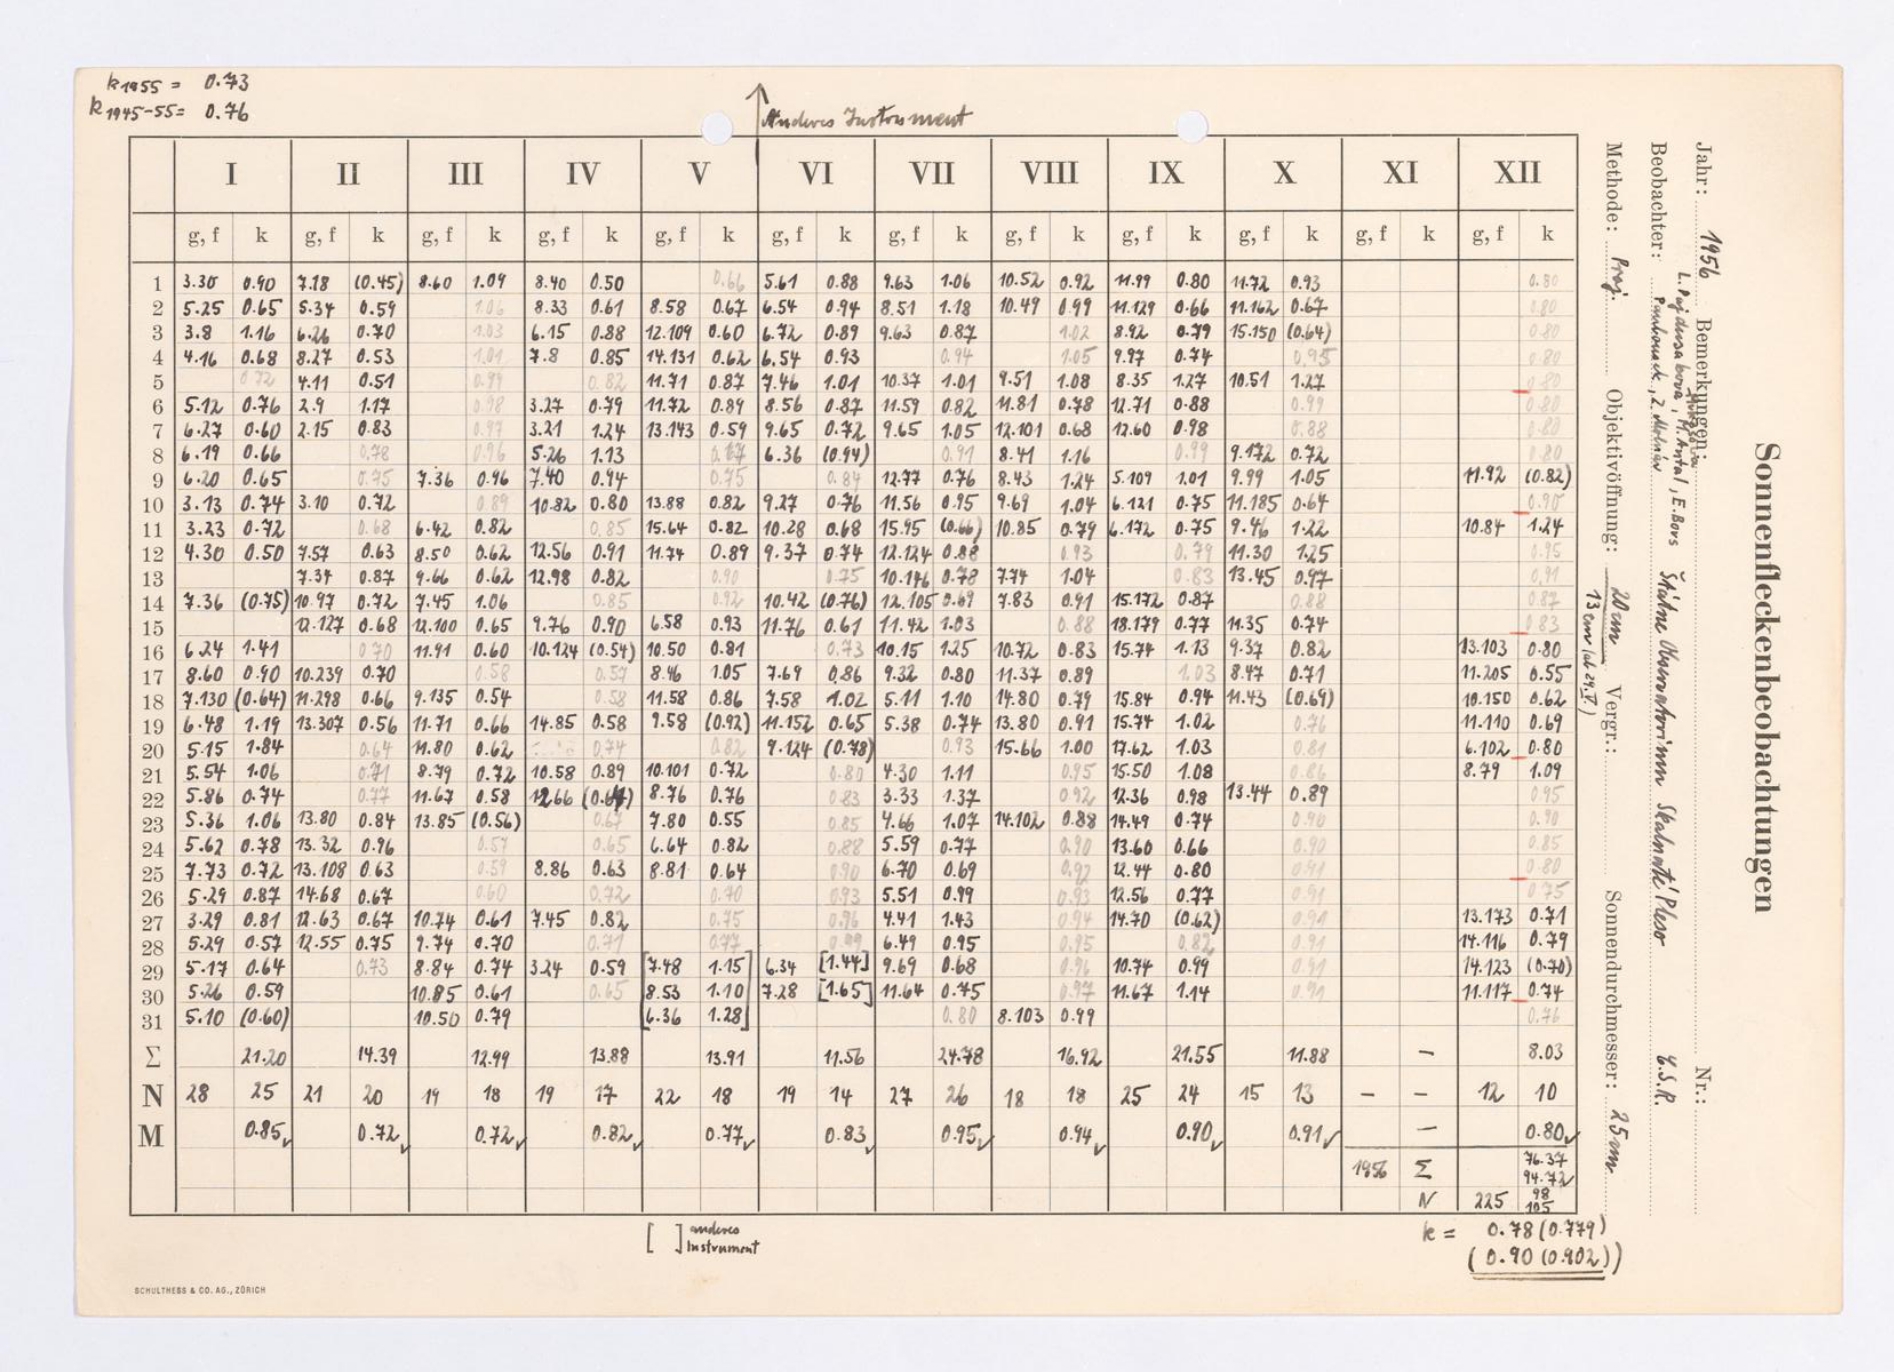 k1955 = 0.73
k1945-55 = 0.76
Anderes Instrument
I II III IV V VI VII VIII IX X XI XII
g, f k g, f k g, f k g, f k g, f k g, f k g, f k g, f k g, f k g, f k g, f k g, f k
1 3.30 0.90 7.18 (0.45) 8.60 1.09 8.40 0.50 0.66 5.61 0.88 9.63 1.06 10.52 0.92 11.99 0.80 11.72 0.93 0.80
2 5.25 0.65 5.34 0.59 1.06 8.33 0.61 8.58 0.67 6.54 0.94 8.51 1.18 10.49 0.99 11.129 0.66 11.162 0.67 0.80
3 3.8 1.16 6.26 0.70 1.03 6.15 0.88 12.109 0.60 6.72 0.89 9.63 0.87 1.02 8.92 0.79 15.150 (0.64) 0.80
4 4.16 0.68 8.27 0.53 1.01 7.8 0.85 14.131 0.62 6.54 0.93 0.94 1.05 9.97 0.74 0.95 0.80
5 0.72 4.11 0.51 0.99 0.82 11.71 0.87 7.46 1.01 10.37 1.01 9.51 1.08 8.35 1.27 10.51 1.27 0.80
6 5.12 0.76 2.9 1.17 0.98 3.27 0.79 11.72 0.89 8.56 0.87 11.59 0.82 11.81 0.78 12.71 0.88 0.99 0.80
7 6.27 0.60 2.15 0.83 0.97 3.21 1.24 13.143 0.59 9.65 0.72 9.65 1.05 12.101 0.68 12.60 0.98 0.88 0.80
8 6.19 0.66 0.78 0.96 5.26 1.13 6.36 (0.94) 0.91 8.41 1.16 0.99 9.172 0.72 0.80
9 6.20 0.65 0.75 7.36 0.96 7.40 0.94 0.75 0.84 12.77 0.76 8.43 1.24 5.109 1.01 9.99 1.05 11.92 (0.82)
10 3.13 0.74 3.10 0.72 0.89 10.82 0.80 13.88 0.82 9.27 0.76 11.56 0.95 9.69 1.04 6.121 0.75 11.185 0.64 0.90
11 3.23 0.72 0.68 6.42 0.82 0.85 15.64 0.82 10.28 0.68 15.95 (0.66) 10.85 0.79 6.172 0.75 9.46 1.22 10.84 1.24
12 4.30 0.50 7.57 0.63 8.50 0.62 12.56 0.91 11.74 0.89 9.37 0.74 12.124 0.88 0.93 0.79 11.30 1.25 0.95
13 7.34 0.87 9.66 0.62 12.98 0.82 0.90 0.75 10.146 0.78 7.74 1.04 0.83 13.45 0.97 0.91
14 7.36 (0.75) 10.97 0.72 7.45 1.06 0.85 0.92 10.42 (0.76) 12.105 0.69 7.83 0.91 15.172 0.87 0.88 0.87
15 12.127 0.68 12.100 0.65 9.76 0.90 6.58 0.93 11.76 0.61 11.42 1.03 0.88 18.179 0.77 11.35 0.74 0.83
16 6.24 1.41 0.70 11.91 0.60 10.124 (0.54) 10.50 0.81 0.73 10.15 1.25 10.72 0.83 15.74 1.13 9.37 0.82 13.103 0.80
17 8.60 0.90 10.239 0.70 0.58 0.57 8.46 1.05 7.69 0.86 9.32 0.80 11.37 0.89 1.03 8.47 0.71 11.205 0.55
18 7.130 (0.64) 11.298 0.66 9.135 0.54 0.58 11.58 0.86 7.58 1.02 5.11 1.10 14.80 0.79 15.84 0.94 11.43 (0.69) 10.150 0.62
19 6.48 1.19 13.307 0.56 11.71 0.66 14.85 0.58 9.58 (0.92) 11.152 0.65 5.38 0.74 13.80 0.91 15.74 1.02 0.76 11.110 0.69
20 5.15 1.84 0.64 11.80 0.62 0.74 0.82 9.124 (0.78) 0.93 15.66 1.00 17.62 1.03 0.81 6.102 0.80
21 5.54 1.06 0.71 8.79 0.72 10.58 0.89 10.101 0.72 0.80 4.30 1.11 0.95 15.50 1.08 0.86 8.79 1.09
22 5.86 0.74 0.77 11.67 0.58 12.66 8.76 0.76 0.83 3.33 1.37 0.92 12.36 0.98 13.44 0.89 0.95
23 5.36 1.06 13.80 0.84 13.85 (0.56) 0.67 7.80 0.55 0.85 4.66 1.07 14.102 0.88 14.49 0.74 0.90 0.90
24 5.62 0.78 13.32 0.96 0.57 0.65 6.64 0.82 0.88 5.59 0.77 0.90 13.60 0.66 0.90 0.85
25 7.73 0.72 13.108 0.63 0.59 8.86 0.63 8.81 0.64 0.90 6.70 0.69 0.92 12.44 0.80 0.91 0.80
26 5.29 0.87 14.68 0.67 0.60 0.72 0.70 0.93 5.51 0.99 0.93 12.56 0.77 0.91 0.75
27 3.29 0.81 12.63 0.67 10.74 0.61 7.45 0.82 0.75 0.96 4.41 1.43 0.94 14.70 (0.62) 0.91 13.173 0.71
28 5.29 0.57 12.55 0.75 9.74 0.70 0.71 0.77 0.99 6.49 0.95 0.95 0.82 0.91 14.116 0.79
29 5.17 0.64 0.73 8.84 0.74 3.24 0.59 [7.48 1.15] 6.34 [1.44] 9.69 0.68 0.96 10.74 0.99 0.91 14.123 (0.70)
30 5.26 0.59 10.85 0.61 0.65 8.53 1.10 7.28 [1.65] 11.64 0.75 0.97 11.67 1.14 0.91 11.117 0.74
31 5.10 (0.60) 10.50 0.79 [6.36 1.28] 0.80 8.103 0.99 0.76
Σ 21.20 14.39 12.99 13.88 13.91 11.56 24.78 16.92 21.55 11.88 – 8.03
N 28 25 21 20 19 18 19 17 22 18 19 14 27 26 18 18 25 24 15 13 – – 12 10
M 0.85 0.72 0.72 0.82 0.77 0.83 0.95 0.94 0.90 0.91 – 0.80
1956 Σ 76.37
94.72
N 225 98
105
[ ] anderes Instrument
k = 0.78 (0.779)
(0.90 (0.902))
SCHULTHESS & CO. AG., ZÜRICH
Sonnenfleckenbeobachtungen
Jahr: 1956 Bemerkungen: Nr.:
Beobachter: L. Pajdusakova, M. Antal, E. Bors Štátne Observatorium Skalnaté Pleso Č.S.R.
Methode: Proj. Objektivöffnung: 20 cm Vergr.: Sonnendurchmesser: 25 cm
13 cm (ab 29.V.)